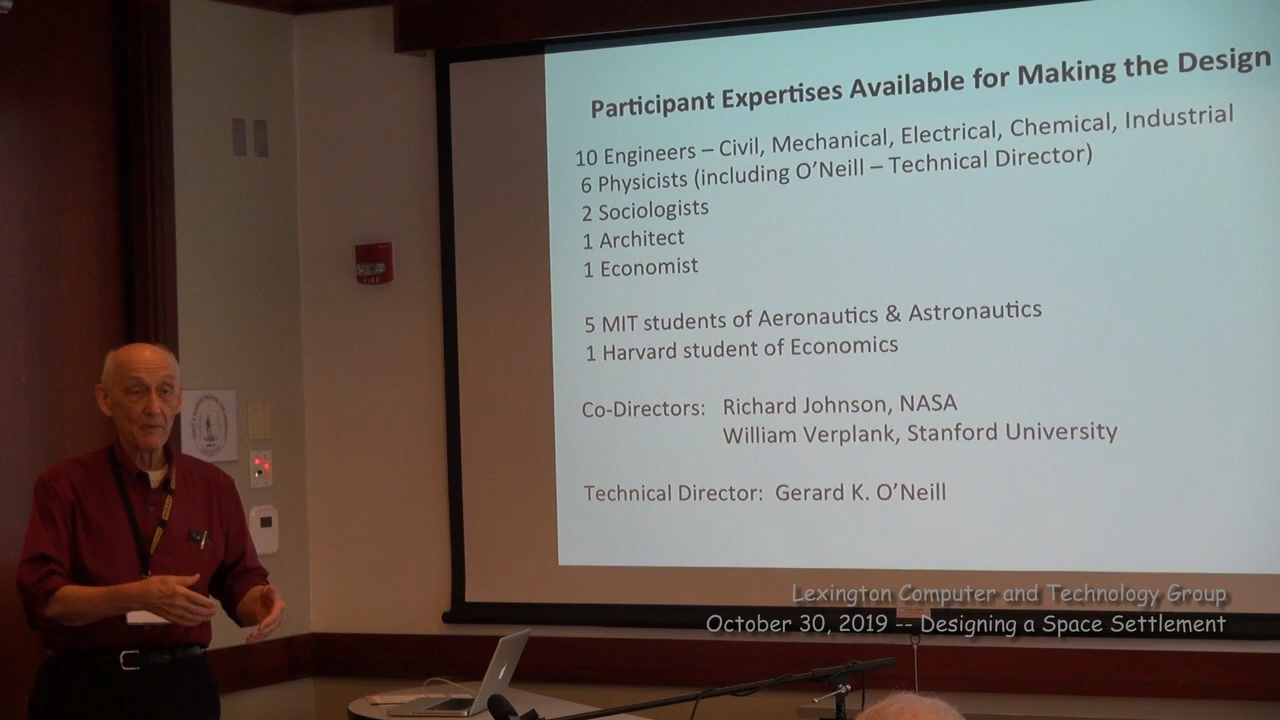 Participant Expertises Available for Making the Design
10 Engineers – Civil, Mechanical, Electrical, Chemical, Industrial
6 Physicists (including O'Neill – Technical Director)
2 Sociologists
1 Architect
1 Economist
5 MIT students of Aeronautics & Astronautics
1 Harvard student of Economics
Co-Directors: Richard Johnson, NASA
William Verplank, Stanford University
Technical Director: Gerard K. O'Neill
FIRE
Lexington Computer and Technology Group
October 30, 2019 -- Designing a Space Settlement